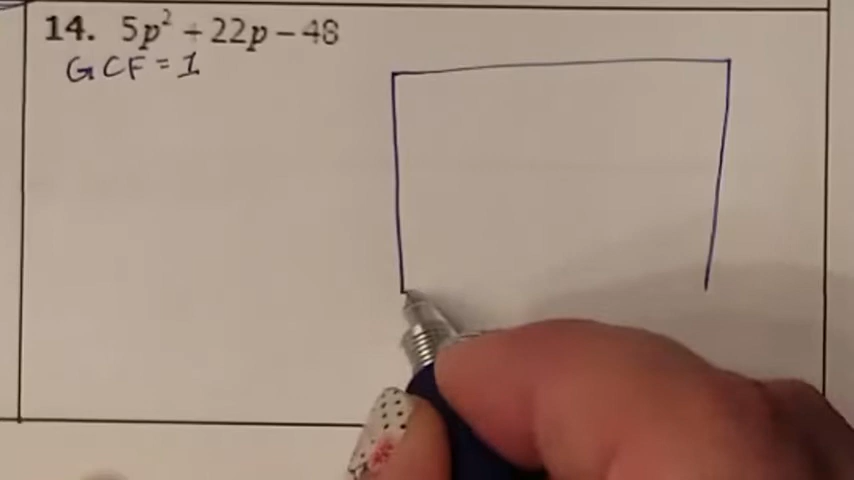 14. 5p² + 22p – 48
GCF = 1